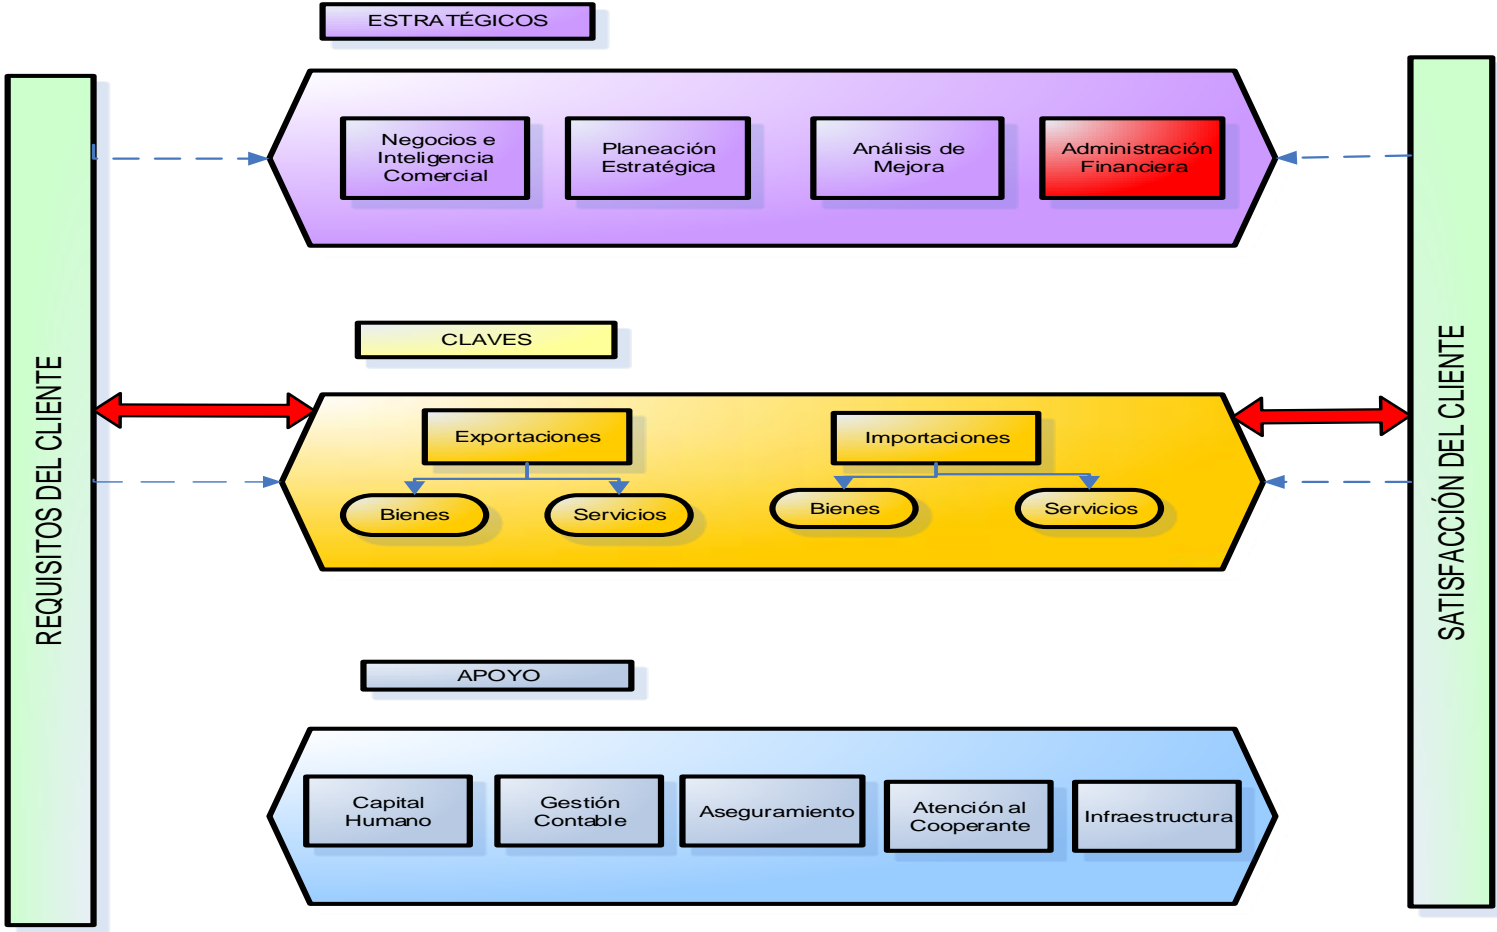 ESTRATÉGICOS
Negocios e
Inteligencia
Comercial
Planeación
Estratégica
Análisis de
Mejora
Administración
Financiera
REQUISITOS DEL CLIENTE
SATISFACCIÓN DEL CLIENTE
CLAVES
Exportaciones
Importaciones
Bienes
Servicios
Bienes
Servicios
APOYO
Capital
Humano
Gestión
Contable
Aseguramiento
Atención al
Cooperante
Infraestructura